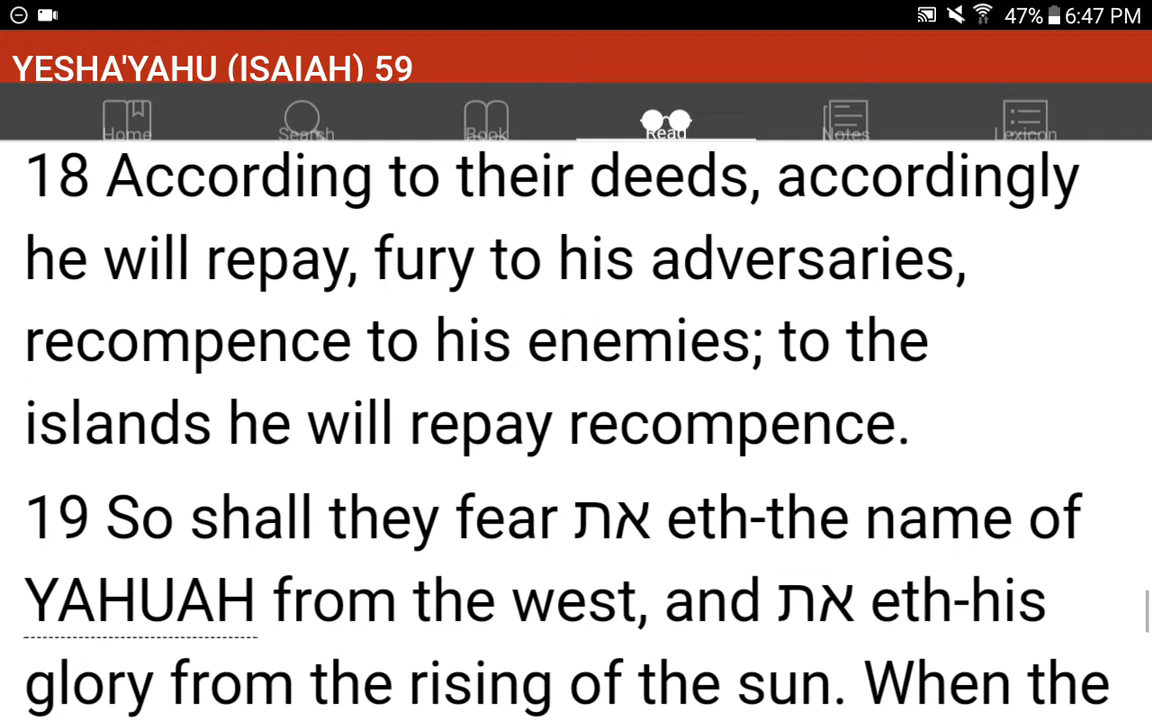 47% 6:47 PM
YESHA'YAHU (ISAIAH) 59
Home Search Book Read Notes Lexicon
18 According to their deeds, accordingly
he will repay, fury to his adversaries,
recompence to his enemies; to the
islands he will repay recompence.
19 So shall they fear את eth-the name of
YAHUAH from the west, and את eth-his
glory from the rising of the sun. When the